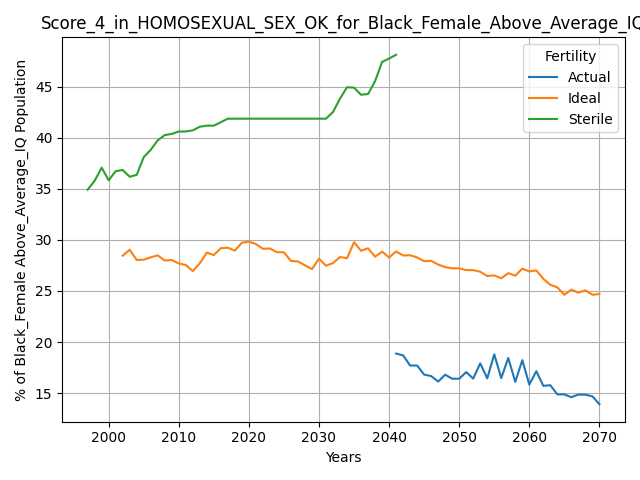 Score_4_in_HOMOSEXUAL_SEX_OK_for_Black_Female_Above_Average_IQ
% of Black_Female Above_Average_IQ Population
45
40
35
30
25
20
15
Fertility
Actual
Ideal
Sterile
2000 2010 2020 2030 2040 2050 2060 2070
Years